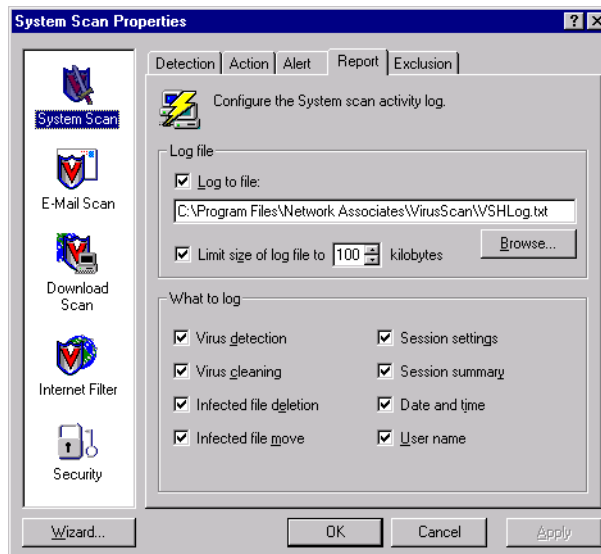 System Scan Properties
System Scan
E-Mail Scan
Download
Scan
Internet Filter
Security
Detection
Action
Alert
Report
Exclusion
Configure the System scan activity log.
Log file
Log to file:
C:\Program Files\Network Associates\VirusScan\VSHLog.txt
Limit size of log file to 100 kilobytes
Browse...
What to log
Virus detection
Session settings
Virus cleaning
Session summary
Infected file deletion
Date and time
Infected file move
User name
Wizard...
OK
Cancel
Apply